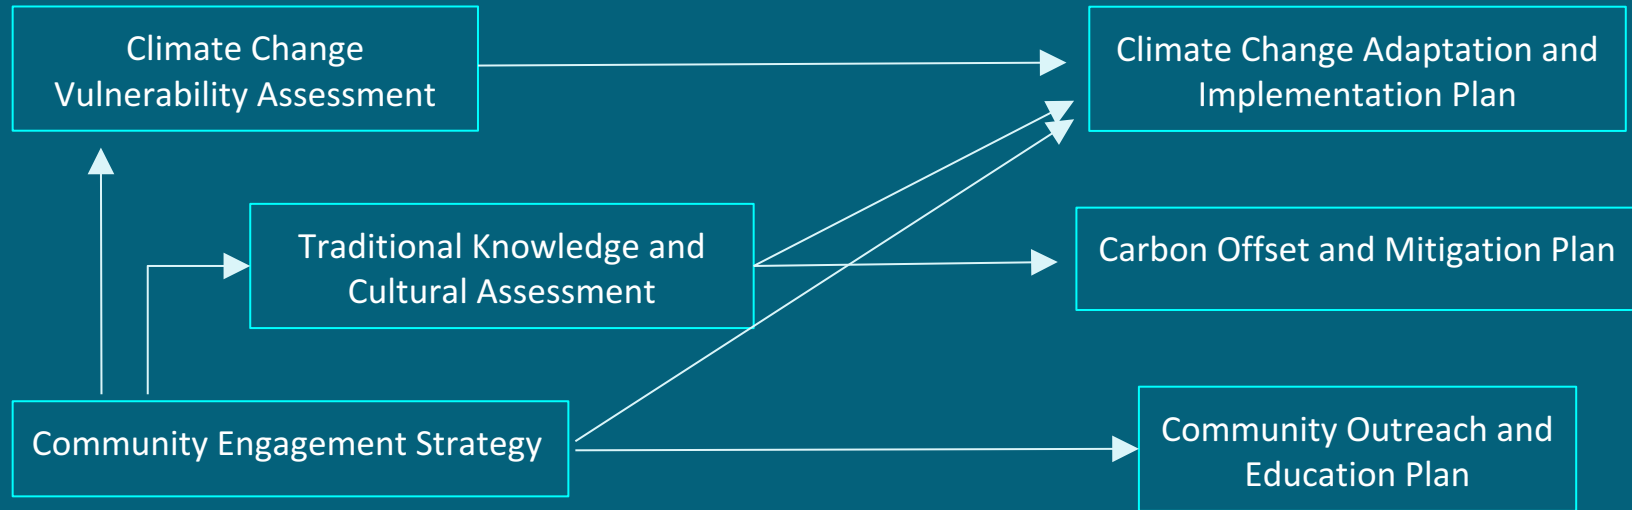 Climate Change
Vulnerability Assessment
Climate Change Adaptation and
Implementation Plan
Traditional Knowledge and
Cultural Assessment
Carbon Offset and Mitigation Plan
Community Engagement Strategy
Community Outreach and
Education Plan